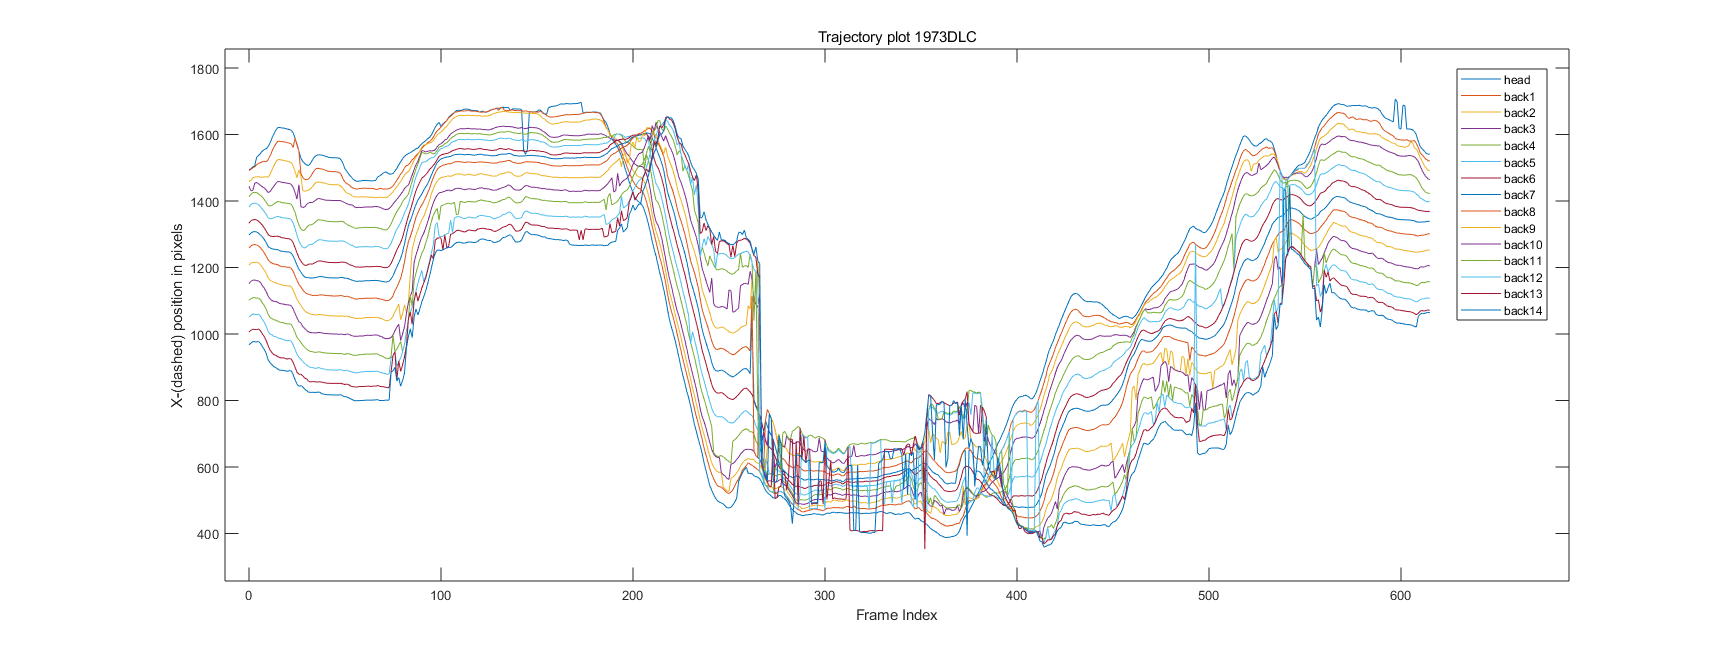 Trajectory plot 1973DLC
1800
1600
1400
1200
1000
800
600
400
X-(dashed) position in pixels
0
100
200
300
400
500
600
Frame Index
head
back1
back2
back3
back4
back5
back6
back7
back8
back9
back10
back11
back12
back13
back14